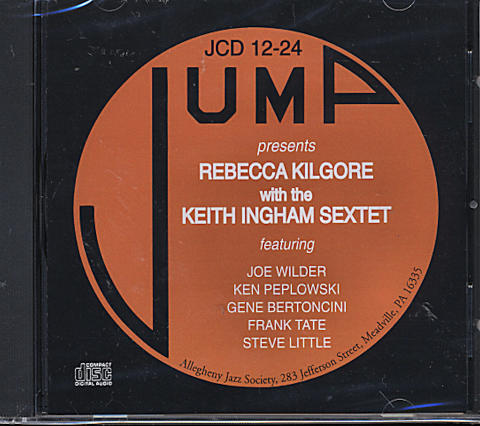 JCD 12-24
JUMP
presents
REBECCA KILGORE
with the
KEITH INGHAM SEXTET
featuring
JOE WILDER
KEN PEPLOWSKI
GENE BERTONCINI
FRANK TATE
STEVE LITTLE
Allegheny Jazz Society, 283 Jefferson Street, Meadville, PA 16335
COMPACT
disc
DIGITAL AUDIO